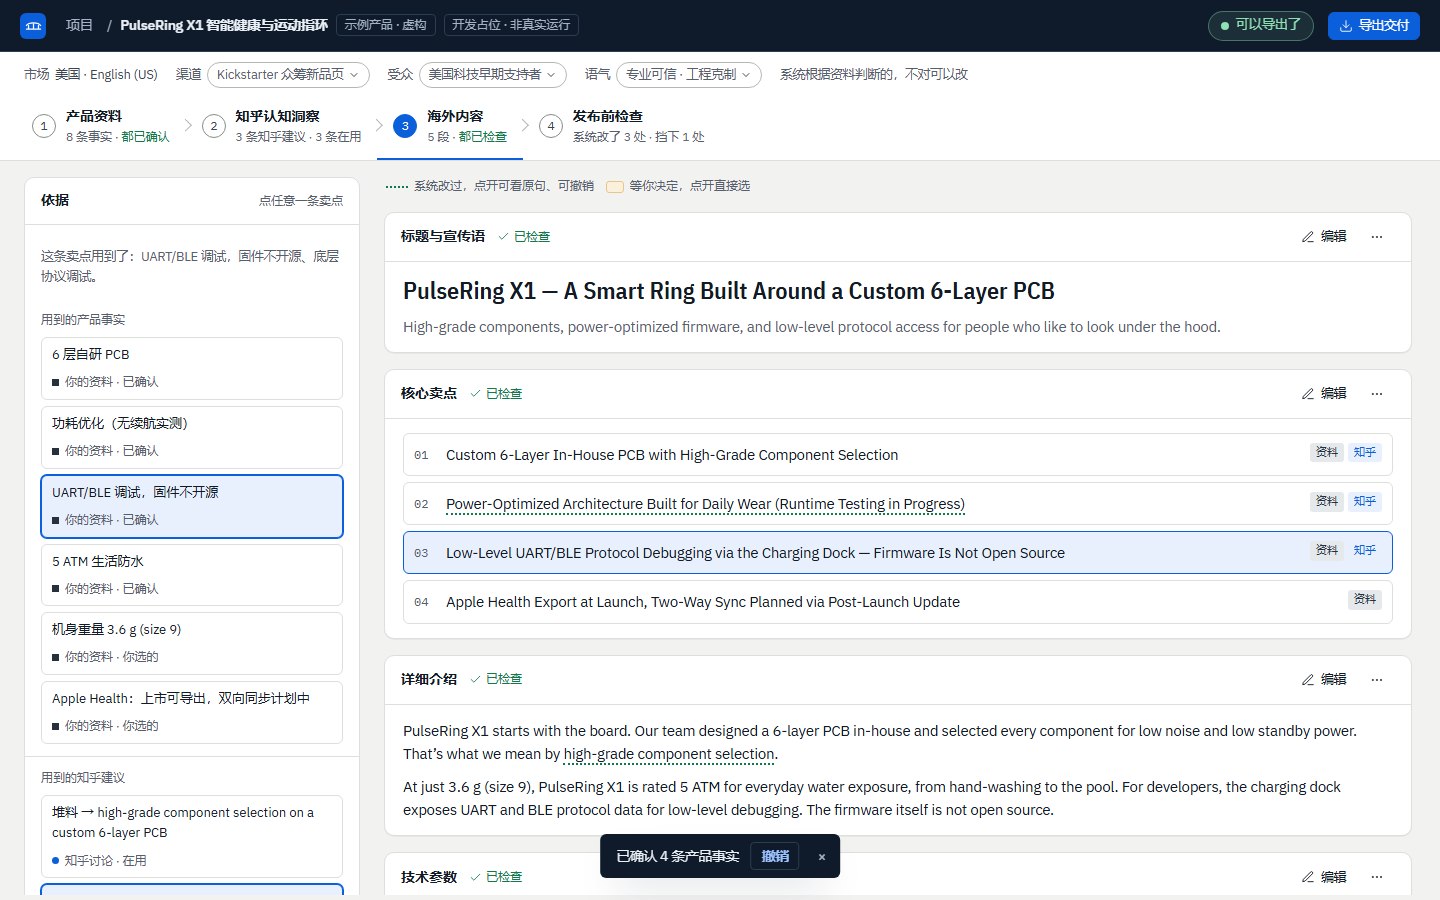 项目 / PulseRing X1 智能健康与运动指环 示例产品 · 虚构 开发占位 · 非真实运行 可以导出了 导出交付
市场 美国 · English (US) 渠道 Kickstarter 众筹新品页 受众 美国科技早期支持者 语气 专业可信 · 工程克制 系统根据资料判断的，不对可以改
1 产品资料
8 条事实 · 都已确认
2 知乎认知洞察
3 条知乎建议 · 3 条在用
3 海外内容
5 段 · 都已检查
4 发布前检查
系统改了 3 处 · 挡下 1 处
依据 点任意一条卖点
这条卖点用到了：UART/BLE 调试，固件不开源、底层
协议调试。
用到的产品事实
6 层自研 PCB
你的资料 · 已确认
功耗优化（无续航实测）
你的资料 · 已确认
UART/BLE 调试，固件不开源
你的资料 · 已确认
5 ATM 生活防水
你的资料 · 已确认
机身重量 3.6 g (size 9)
你的资料 · 你选的
Apple Health：上市可导出，双向同步计划中
你的资料 · 你选的
用到的知乎建议
堆料 → high-grade component selection on a
custom 6-layer PCB
知乎讨论 · 在用
系统改过，点开可看原句、可撤销 等你决定，点开直接选
标题与宣传语 已检查 编辑 ···
PulseRing X1 — A Smart Ring Built Around a Custom 6-Layer PCB
High-grade components, power-optimized firmware, and low-level protocol access for people who like to look under the hood.
核心卖点 已检查 编辑 ···
01 Custom 6-Layer In-House PCB with High-Grade Component Selection 资料 知乎
02 Power-Optimized Architecture Built for Daily Wear (Runtime Testing in Progress) 资料 知乎
03 Low-Level UART/BLE Protocol Debugging via the Charging Dock — Firmware Is Not Open Source 资料 知乎
04 Apple Health Export at Launch, Two-Way Sync Planned via Post-Launch Update 资料
详细介绍 已检查 编辑 ···
PulseRing X1 starts with the board. Our team designed a 6-layer PCB in-house and selected every component for low noise and low standby power.
That’s what we mean by high-grade component selection.
At just 3.6 g (size 9), PulseRing X1 is rated 5 ATM for everyday water exposure, from hand-washing to the pool. For developers, the charging dock
exposes UART and BLE protocol data for low-level debugging. The firmware itself is not open source.
已确认 4 条产品事实 撤销 ×
技术参数 已检查 编辑 ···